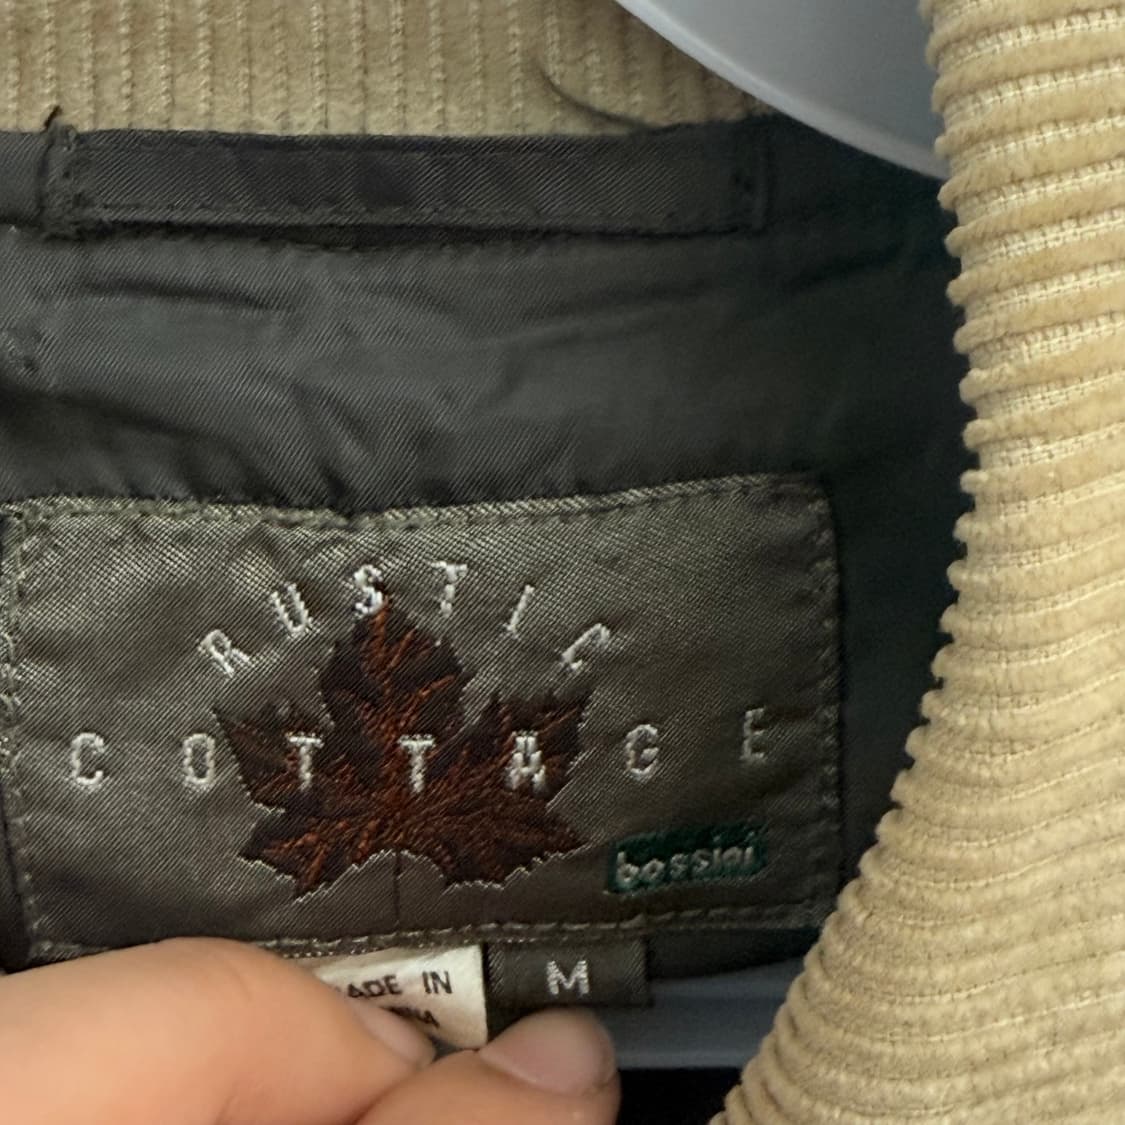 RUSTIC
COTTAGE
bossini
MADE IN
M